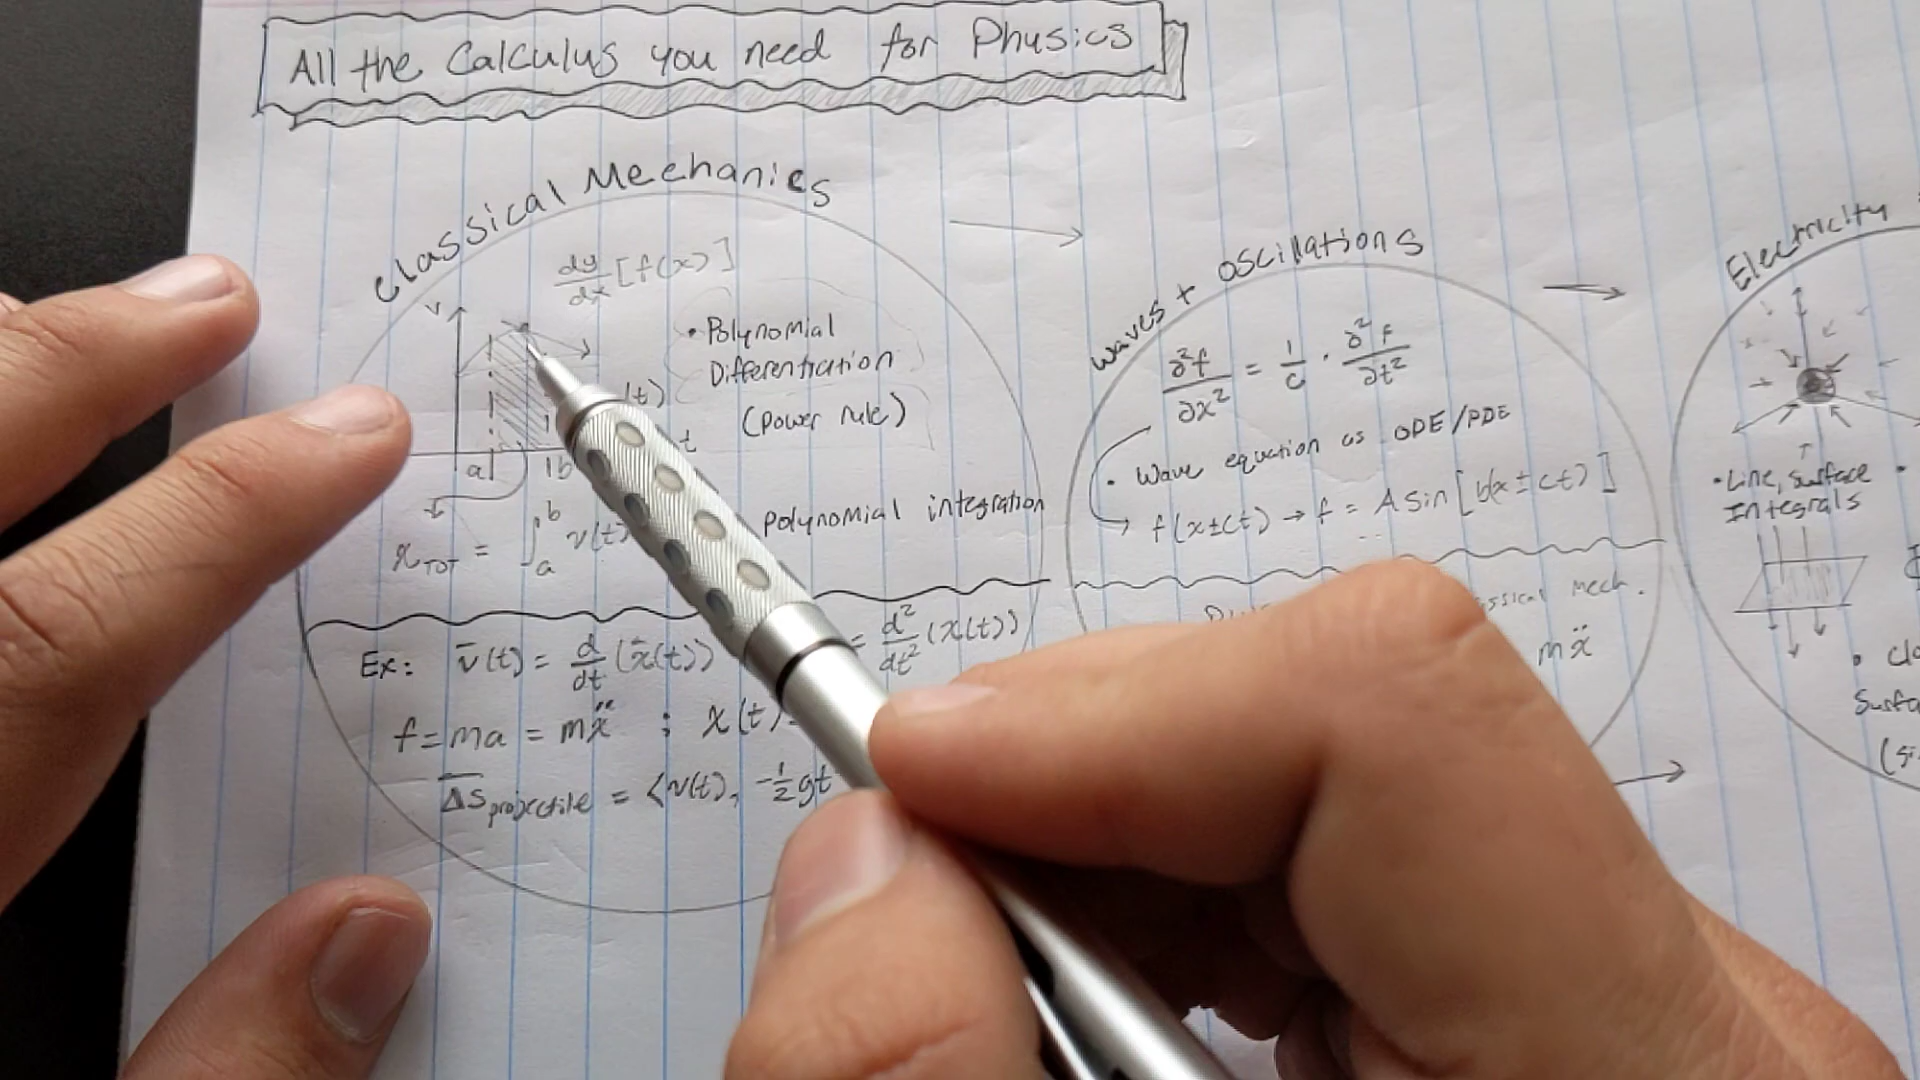 All the Calculus you need for Physics
Classical Mechanics
dy/dx [f(x)]
v
• Polynomial
Differentiation
(power rule)
(t)
t
a
b
x_TOT = ∫_a^b v(t)
polynomial integration
Ex: v̄(t) = d/dt (x̄(t))
= d²/dt² (x(t))
f = ma = mẍ ; x(t)
Δs projectile = ⟨v(t), -½gt
Waves + oscillations
∂²f/∂x² = 1/c · ∂²f/∂t²
• Wave equation as ODE/PDE
f(x±ct) → f = A sin[b(x±ct)]
mech.
mẍ
Electricity
• Line, surface
Integrals
•